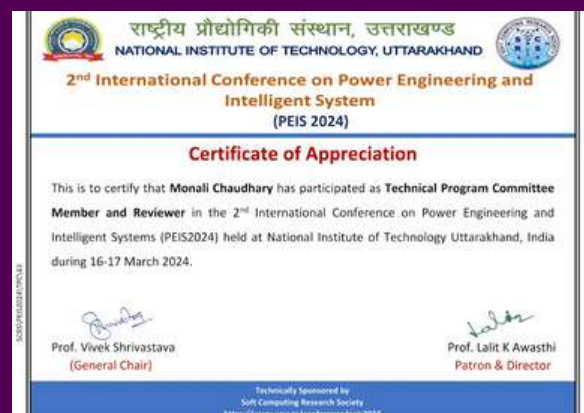 राष्ट्रीय प्रौद्योगिकी संस्थान, उत्तराखण्ड
NATIONAL INSTITUTE OF TECHNOLOGY, UTTARAKHAND
2nd International Conference on Power Engineering and
Intelligent System
(PEIS 2024)
Certificate of Appreciation
This is to certify that Monali Chaudhary has participated as Technical Program Committee
Member and Reviewer in the 2nd International Conference on Power Engineering and
Intelligent Systems (PEIS2024) held at National Institute of Technology Uttarakhand, India
during 16-17 March 2024.
Prof. Vivek Shrivastava
(General Chair)
Prof. Lalit K Awasthi
Patron & Director
Technically Sponsored by
Soft Computing Research Society